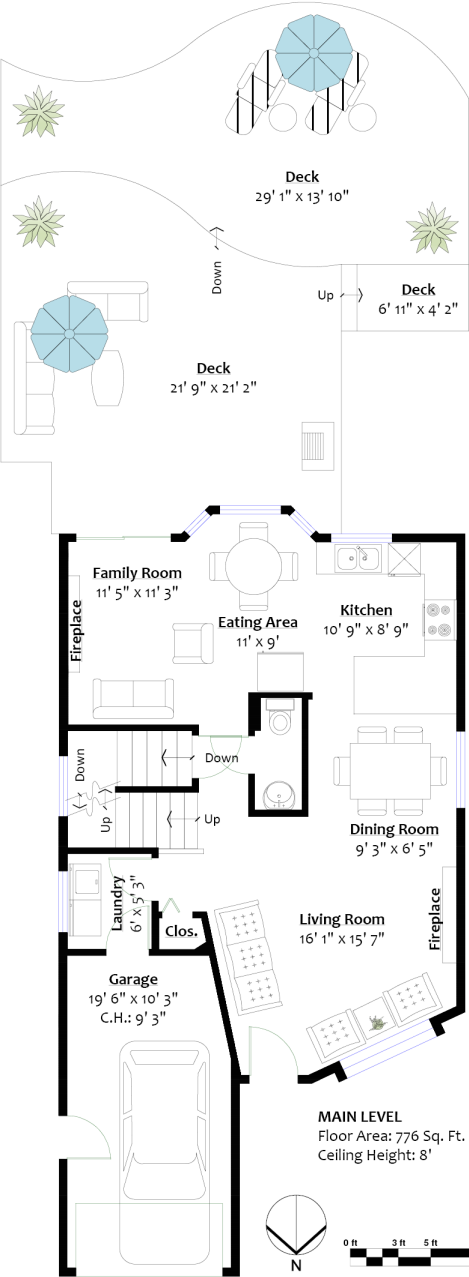 Deck
29' 1" x 13' 10"
Down
Up
Deck
6' 11" x 4' 2"
Deck
21' 9" x 21' 2"
Family Room
11' 5" x 11' 3"
Fireplace
Eating Area
11' x 9'
Kitchen
10' 9" x 8' 9"
Down
Down
Up
Up
Dining Room
9' 3" x 6' 5"
Laundry
6' x 5' 3"
Clos.
Living Room
16' 1" x 15' 7"
Fireplace
Garage
19' 6" x 10' 3"
C.H.: 9' 3"
MAIN LEVEL
Floor Area: 776 Sq. Ft.
Ceiling Height: 8'
N
0 ft 3 ft 5 ft